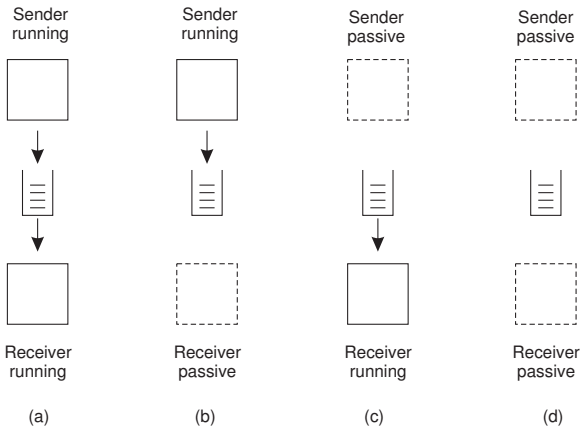 Sender
running
Sender
running
Sender
passive
Sender
passive
Receiver
running
Receiver
passive
Receiver
running
Receiver
passive
(a)
(b)
(c)
(d)